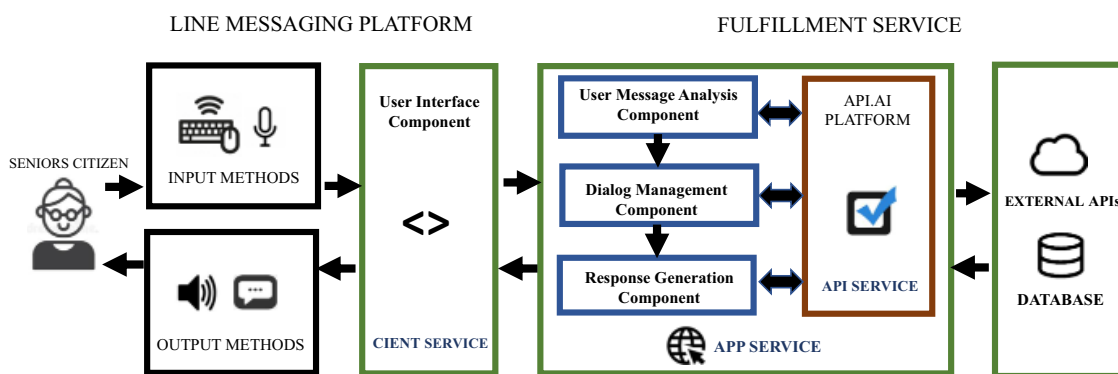 LINE MESSAGING PLATFORM
FULFILLMENT SERVICE
SENIORS CITIZEN
INPUT METHODS
OUTPUT METHODS
User Interface
Component
<>
CIENT SERVICE
User Message Analysis
Component
Dialog Management
Component
Response Generation
Component
APP SERVICE
API.AI
PLATFORM
API SERVICE
EXTERNAL APIs
DATABASE